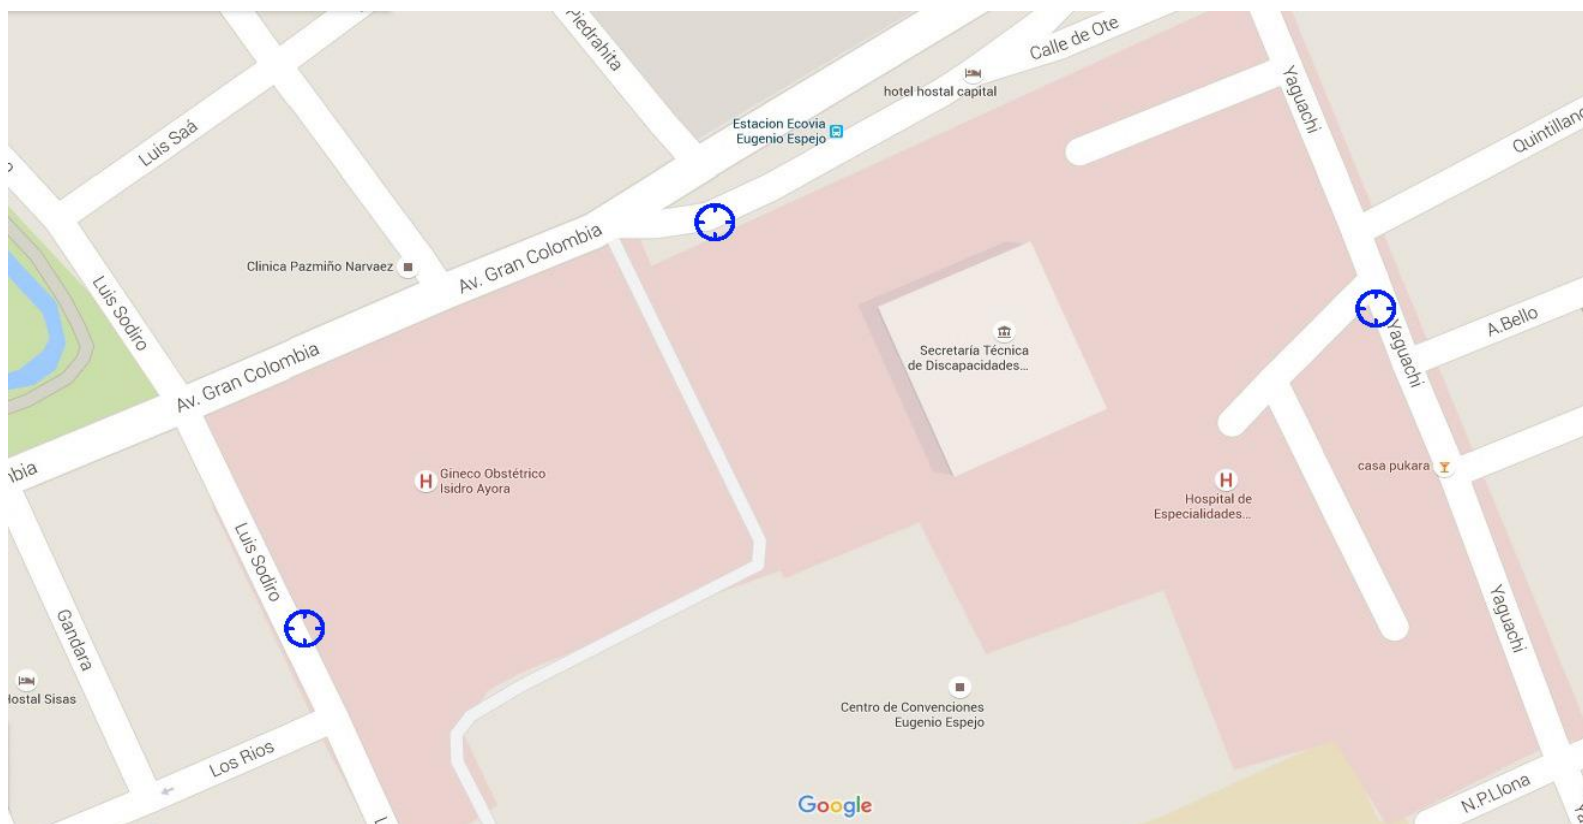 Piedrahita
Calle de Ote
hotel hostal capital
Yaguachi
Estacion Ecovia
Eugenio Espejo
Luis Saá
Quintillano
Av. Gran Colombia
Clinica Pazmiño Narvaez
Luis Sodiro
A.Bello
Secretaría Técnica
de Discapacidades...
Yaguachi
Av. Gran Colombia
casa pukara
Gineco Obstétrico
Isidro Ayora
Hospital de
Especialidades...
Luis Sodiro
Yaguachi
Gandara
Hostal Sisas
Centro de Convenciones
Eugenio Espejo
Los Rios
N.P.Llona
Google